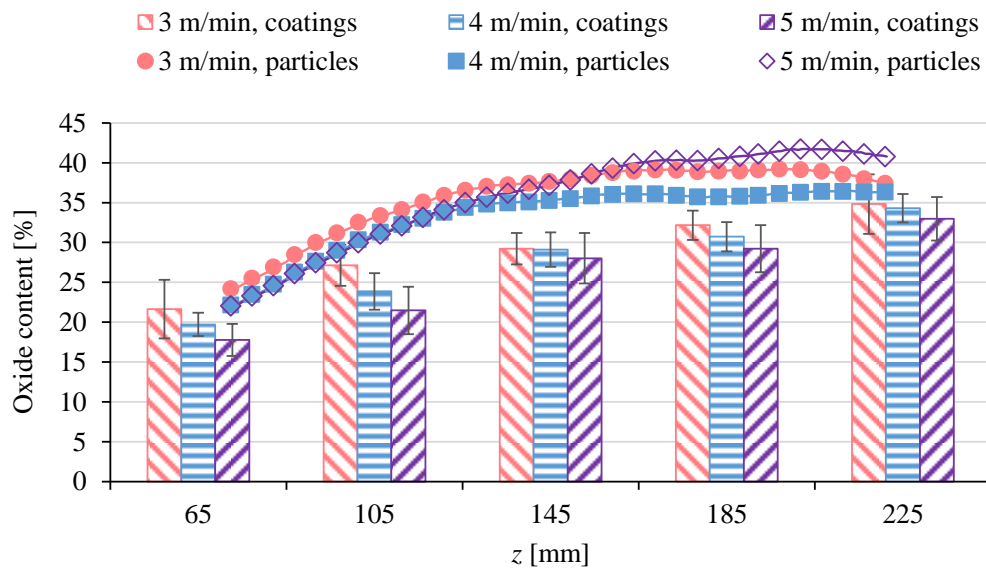 3 m/min, coatings 4 m/min, coatings 5 m/min, coatings
3 m/min, particles 4 m/min, particles 5 m/min, particles
Oxide content [%]
45
40
35
30
25
20
15
10
5
0
65 105 145 185 225
z [mm]